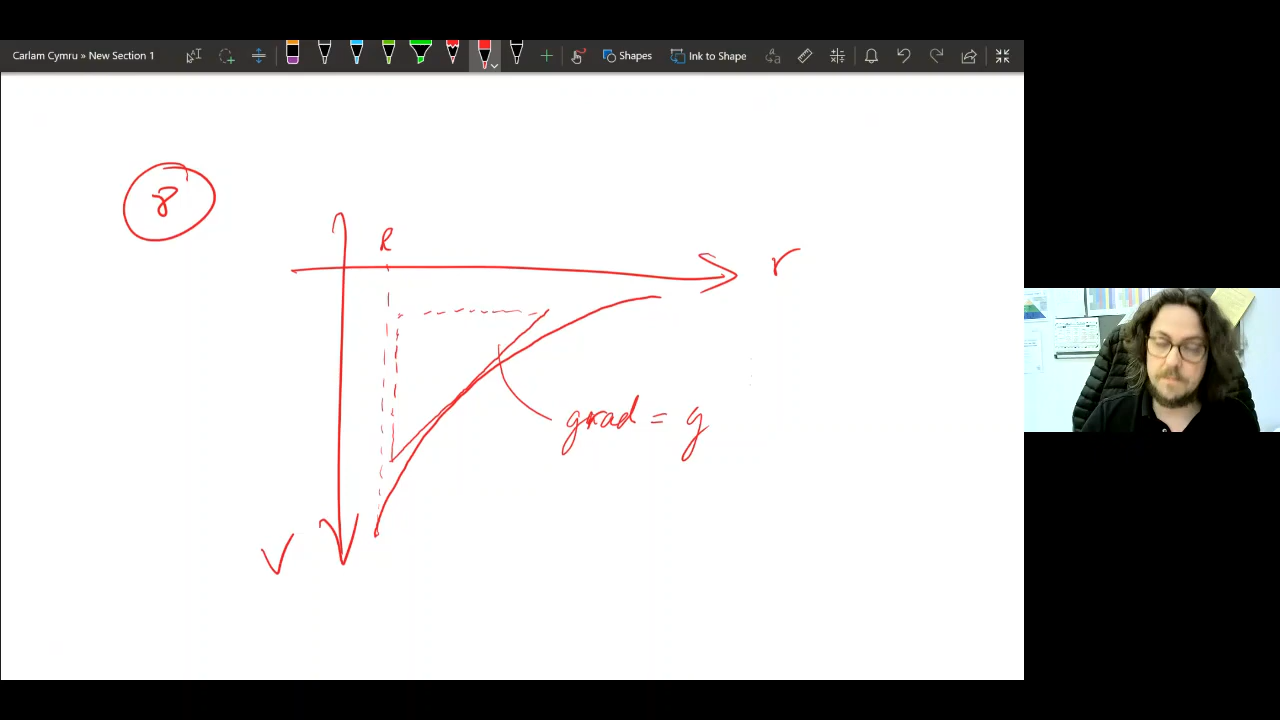 Carlam Cymru » New Section 1
Shapes
Ink to Shape
8
R
r
grad = g
V